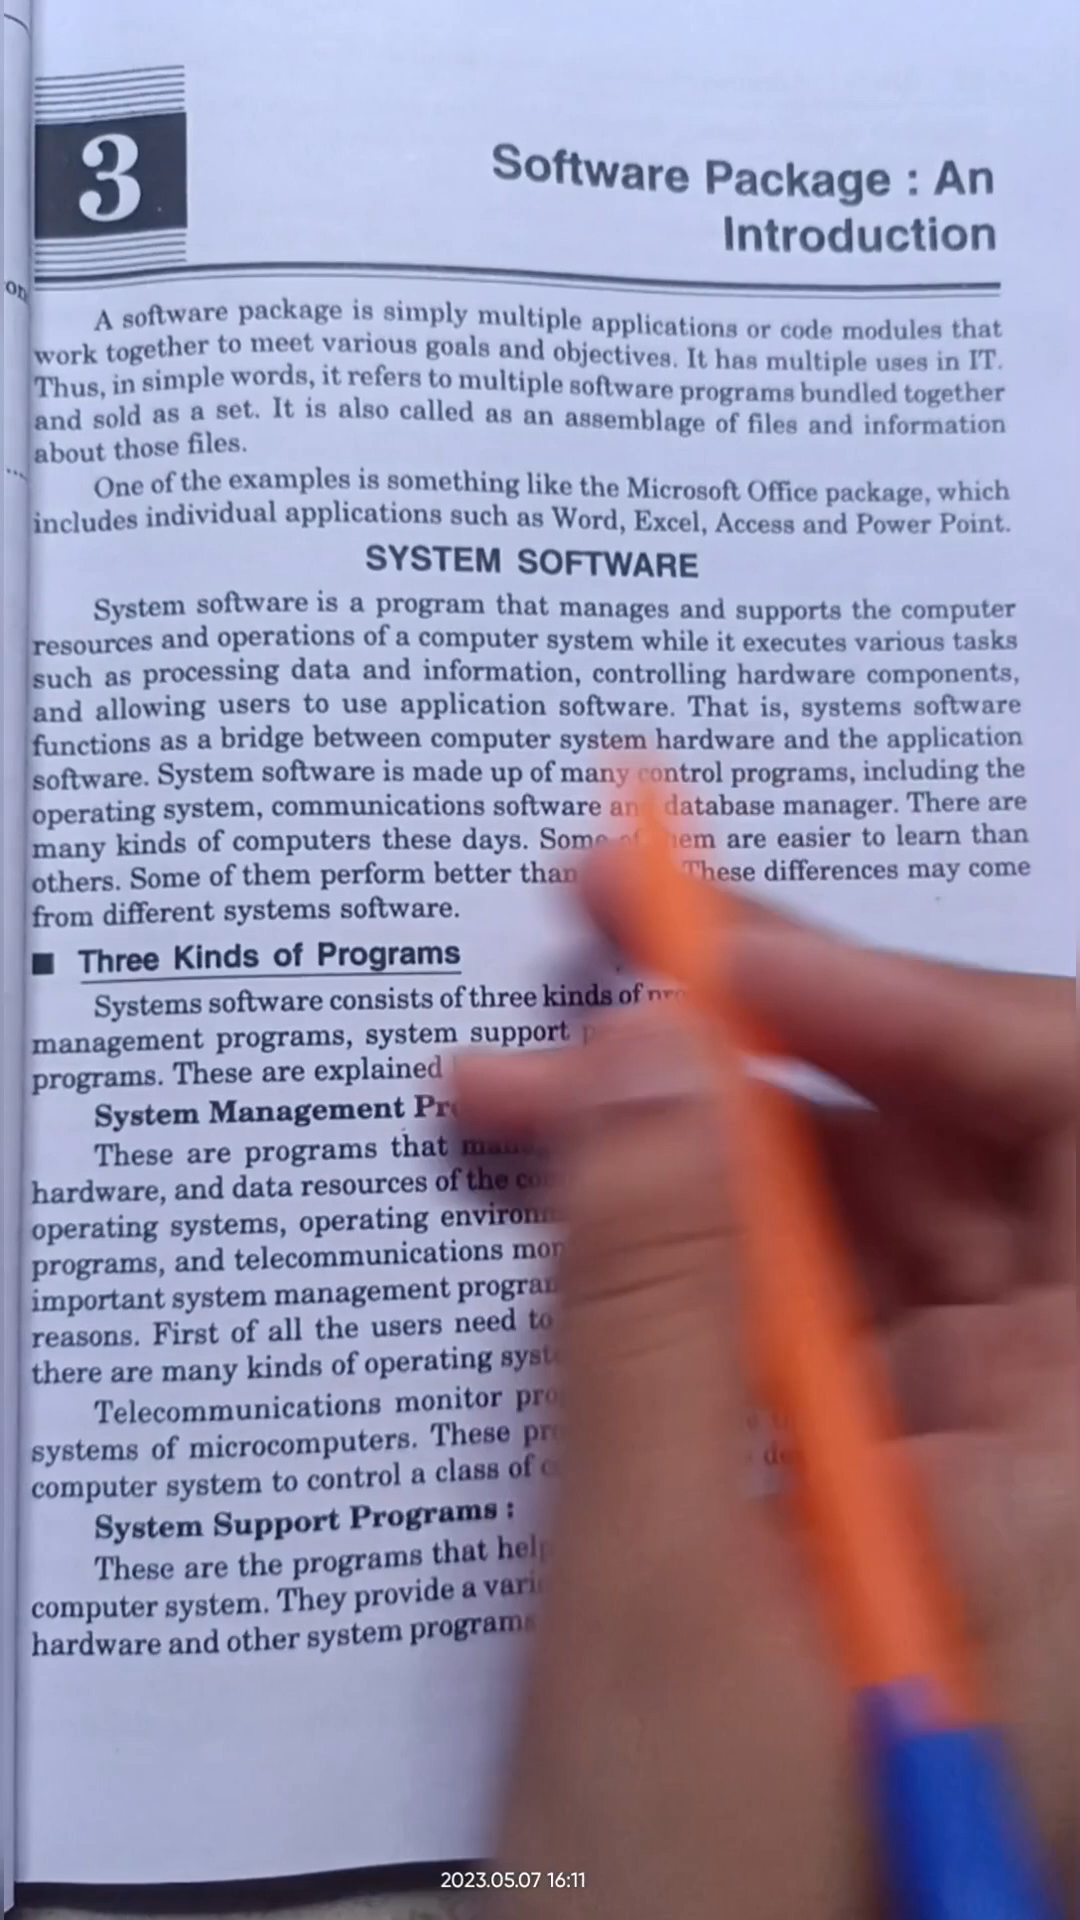 3
Software Package : An
Introduction
on
A software package is simply multiple applications or code modules that
work together to meet various goals and objectives. It has multiple uses in IT.
Thus, in simple words, it refers to multiple software programs bundled together
and sold as a set. It is also called as an assemblage of files and information
about those files.
One of the examples is something like the Microsoft Office package, which
includes individual applications such as Word, Excel, Access and Power Point.
SYSTEM SOFTWARE
System software is a program that manages and supports the computer
resources and operations of a computer system while it executes various tasks
such as processing data and information, controlling hardware components,
and allowing users to use application software. That is, systems software
functions as a bridge between computer system hardware and the application
software. System software is made up of many control programs, including the
operating system, communications software database manager. There are
many kinds of computers these days. Some are easier to learn than
others. Some of them perform better than These differences may come
from different systems software.
■ Three Kinds of Programs
Systems software consists of three kinds of
management programs, system support
programs. These are explained
System Management
These are programs that
hardware, and data resources of the
operating systems, operating
programs, and telecommunications
important system management
reasons. First of all the users need to
there are many kinds of operating
Telecommunications monitor
systems of microcomputers. These
computer system to control a class of
System Support Programs :
These are the programs that
computer system. They provide a
hardware and other system programs
2023.05.07 16:11